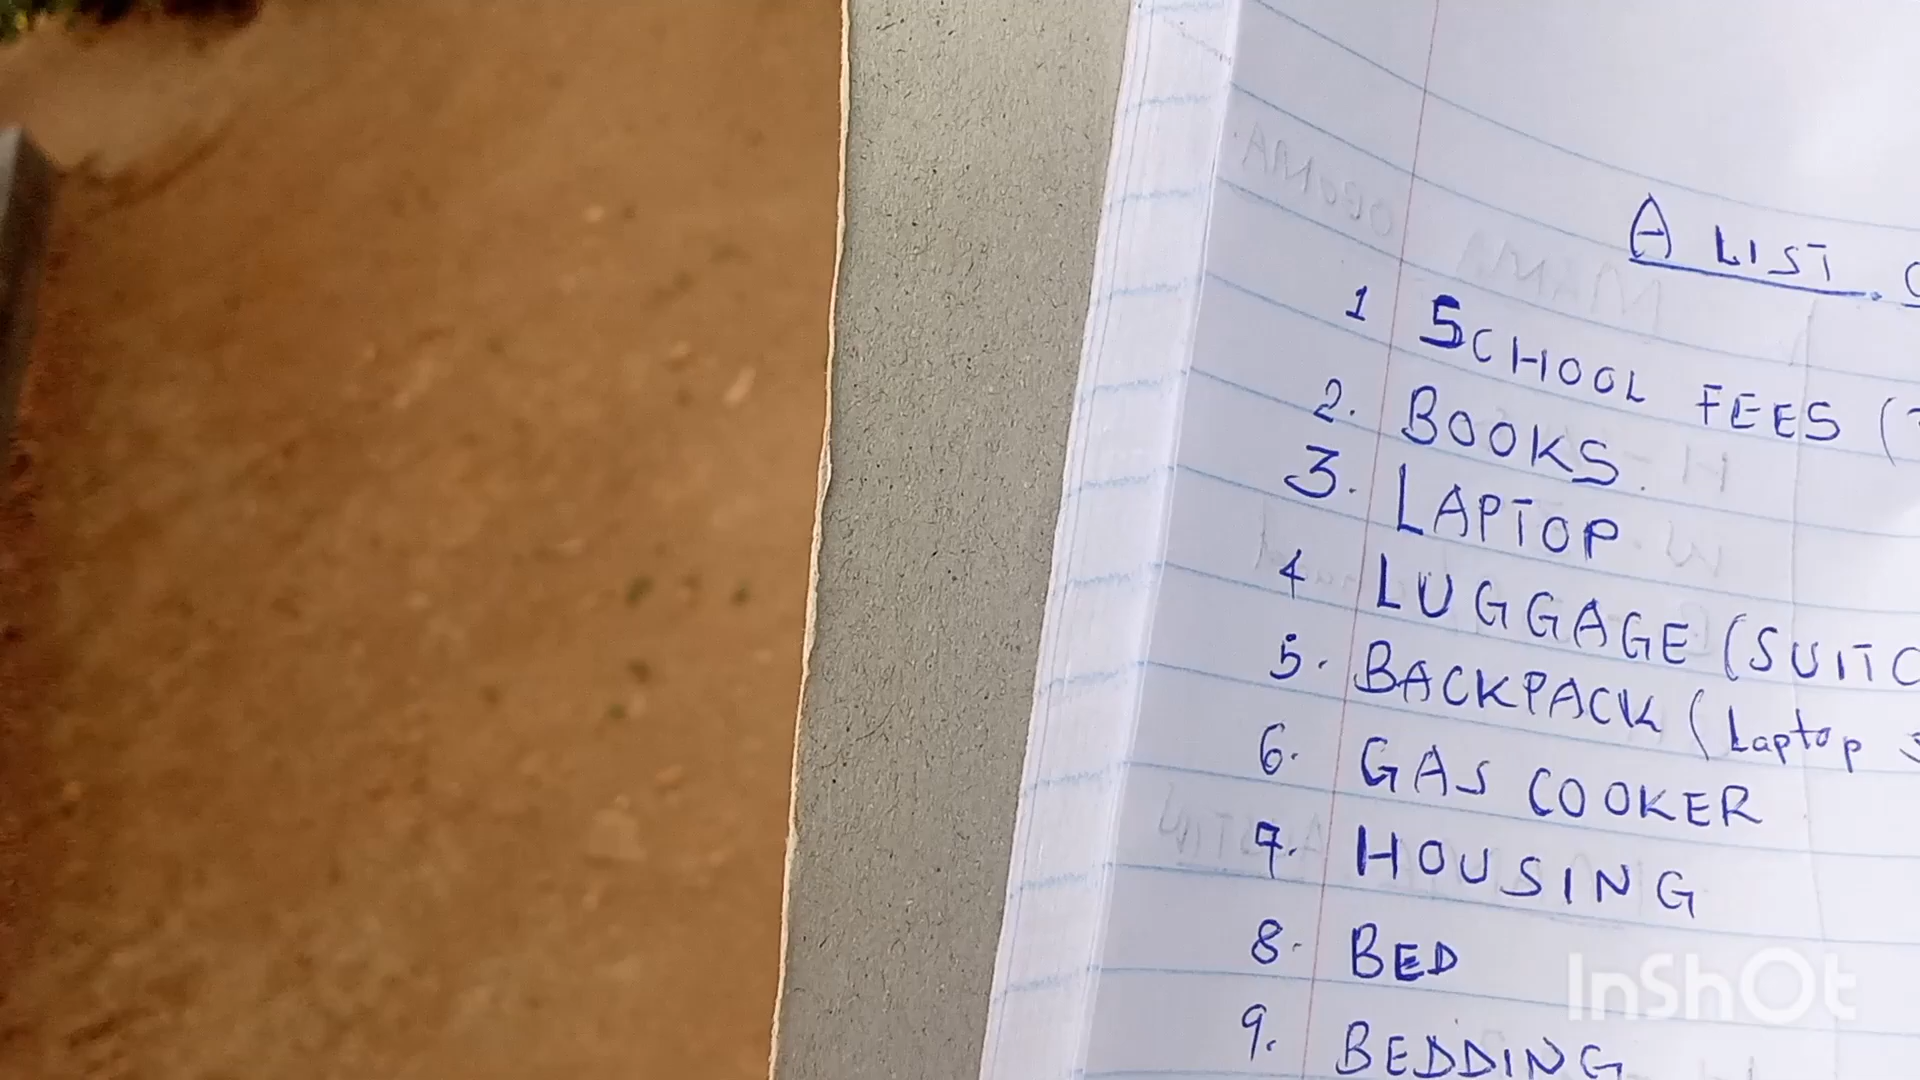 A LIST
1 SCHOOL FEES (
2. BOOKS.
3. LAPTOP
4 LUGGAGE (SUITC
5. BACKPACK (Laptop
6. GAS COOKER
7. HOUSING
8. BED
9. BEDDING
InShOt